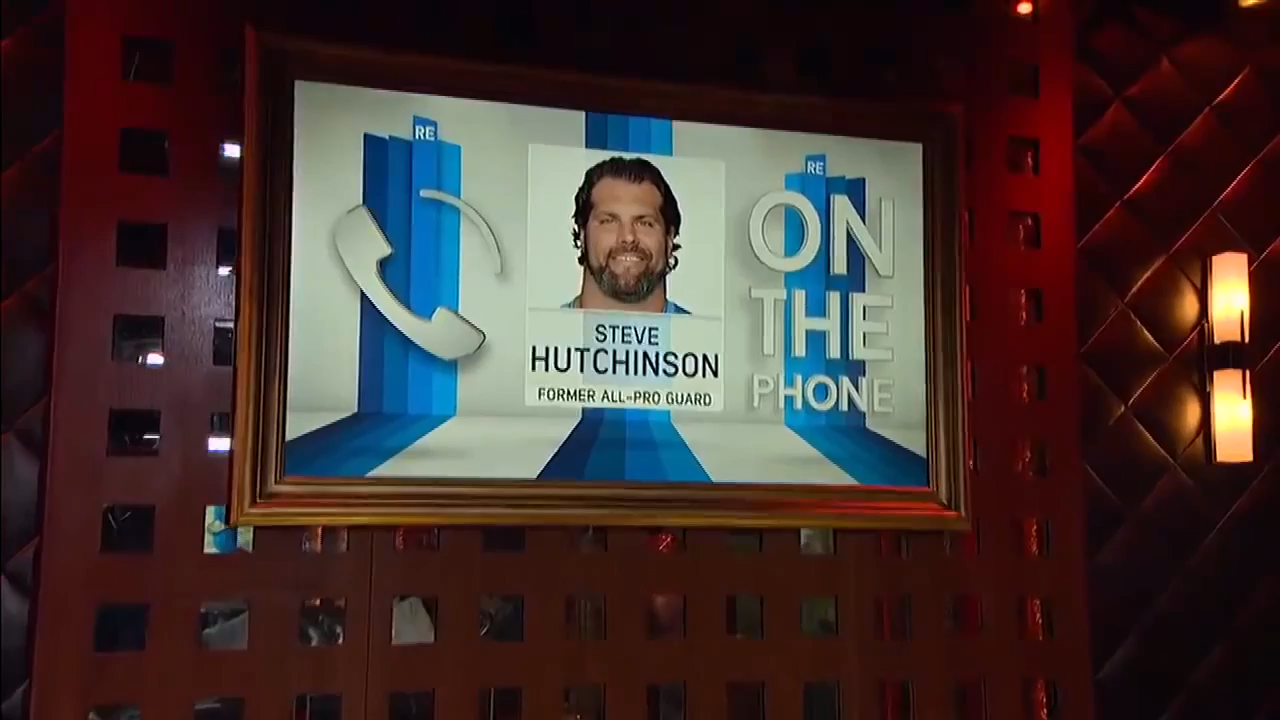 RE
STEVE
HUTCHINSON
FORMER ALL-PRO GUARD
RE
ON
THE
PHONE